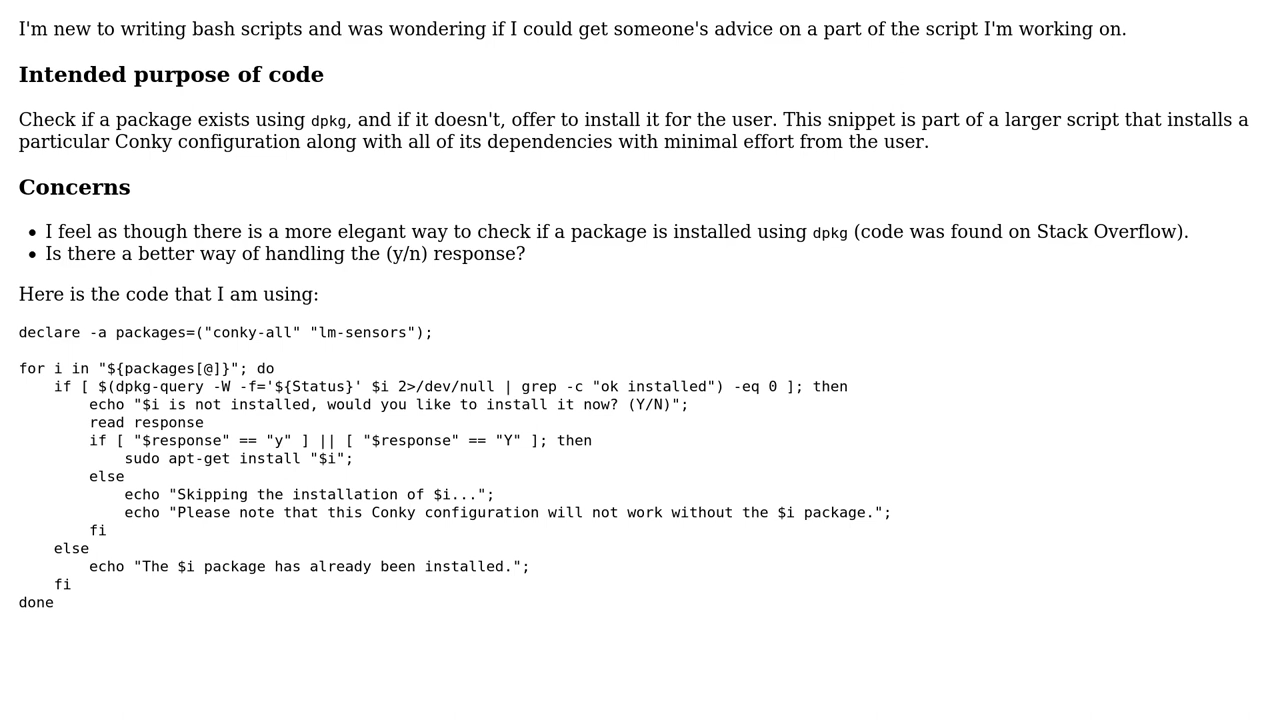 I'm new to writing bash scripts and was wondering if I could get someone's advice on a part of the script I'm working on.
Intended purpose of code
Check if a package exists using dpkg, and if it doesn't, offer to install it for the user. This snippet is part of a larger script that installs a
particular Conky configuration along with all of its dependencies with minimal effort from the user.
Concerns
• I feel as though there is a more elegant way to check if a package is installed using dpkg (code was found on Stack Overflow).
• Is there a better way of handling the (y/n) response?
Here is the code that I am using:
declare -a packages=("conky-all" "lm-sensors");
for i in "${packages[@]}"; do
    if [ $(dpkg-query -W -f='${Status}' $i 2>/dev/null | grep -c "ok installed") -eq 0 ]; then
        echo "$i is not installed, would you like to install it now? (Y/N)";
        read response
        if [ "$response" == "y" ] || [ "$response" == "Y" ]; then
            sudo apt-get install "$i";
        else
            echo "Skipping the installation of $i...";
            echo "Please note that this Conky configuration will not work without the $i package.";
        fi
    else
        echo "The $i package has already been installed.";
    fi
done